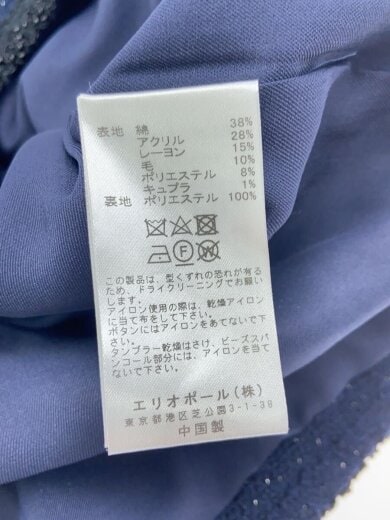 表地 綿 38%
アクリル 28%
レーヨン 15%
毛 10%
ポリエステル 8%
キュプラ 1%
裏地 ポリエステル 100%
この製品は、型くずれの恐れが有る
ため、ドライクリーニングでお願い
します。
アイロン使用の際は、乾燥アイロン
に当て布をして下さい。
ボタンにはアイロンをあてないで下
さい。
タンブラー乾燥はさけ、ビーズスパ
ンコール部分には、アイロンを当て
ないで下さい。
エリオポール(株)
東京都港区芝公園3-1-38
中国製